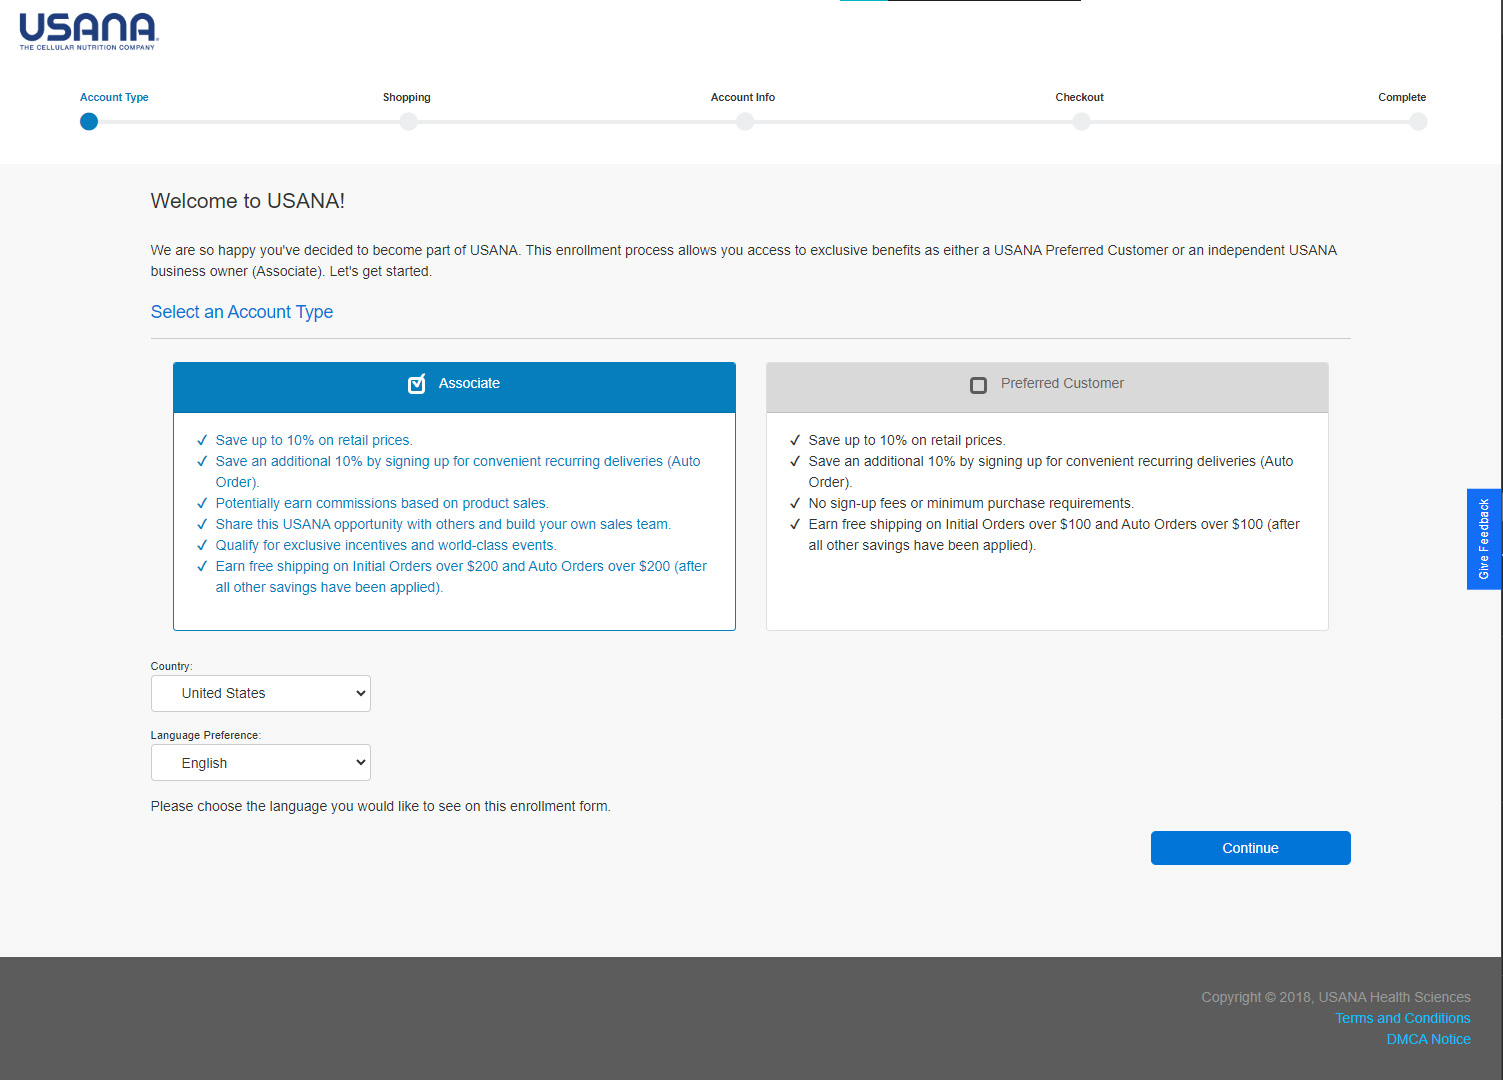 USANA
THE CELLULAR NUTRITION COMPANY
Account Type
Shopping
Account Info
Checkout
Complete
Welcome to USANA!
We are so happy you've decided to become part of USANA. This enrollment process allows you access to exclusive benefits as either a USANA Preferred Customer or an independent USANA
business owner (Associate). Let's get started.
Select an Account Type
Associate
✓ Save up to 10% on retail prices.
✓ Save an additional 10% by signing up for convenient recurring deliveries (Auto
Order).
✓ Potentially earn commissions based on product sales.
✓ Share this USANA opportunity with others and build your own sales team.
✓ Qualify for exclusive incentives and world-class events.
✓ Earn free shipping on Initial Orders over $200 and Auto Orders over $200 (after
all other savings have been applied).
Preferred Customer
✓ Save up to 10% on retail prices.
✓ Save an additional 10% by signing up for convenient recurring deliveries (Auto
Order).
✓ No sign-up fees or minimum purchase requirements.
✓ Earn free shipping on Initial Orders over $100 and Auto Orders over $100 (after
all other savings have been applied).
Give Feedback
Country:
United States
Language Preference:
English
Please choose the language you would like to see on this enrollment form.
Continue
Copyright © 2018, USANA Health Sciences
Terms and Conditions
DMCA Notice